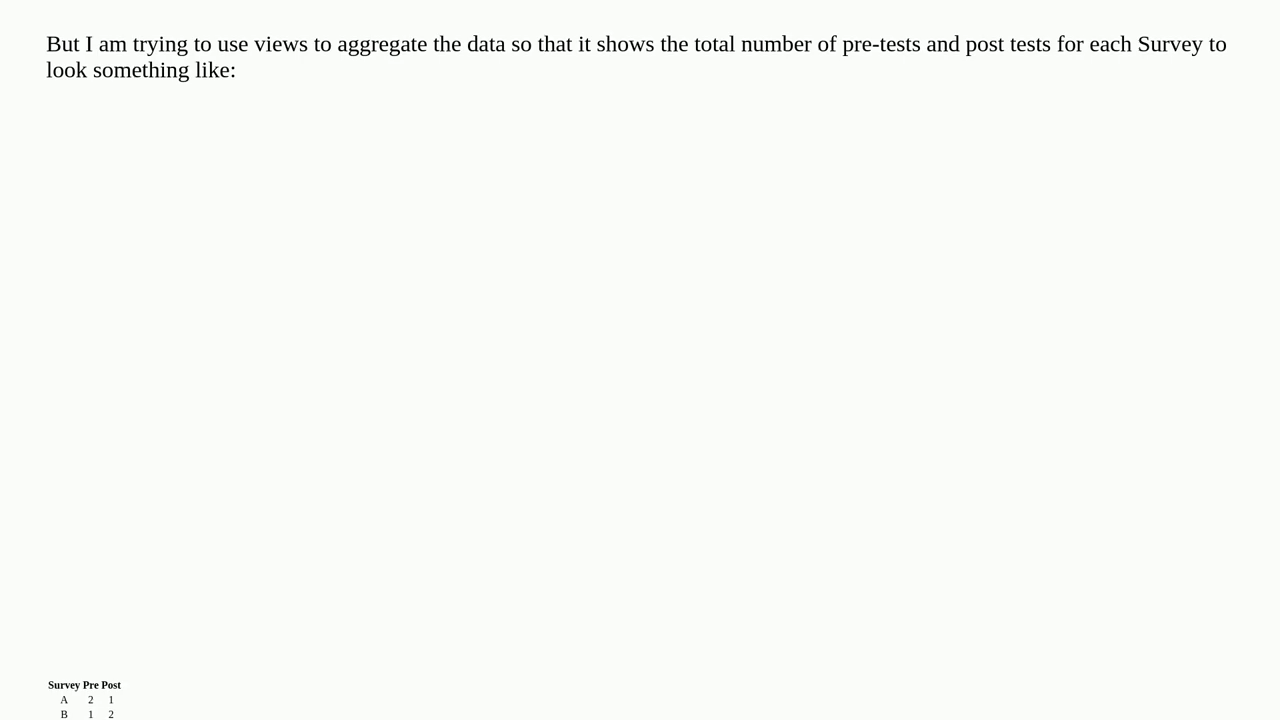 But I am trying to use views to aggregate the data so that it shows the total number of pre-tests and post tests for each Survey to
look something like:
Survey Pre Post
A 2 1
B 1 2